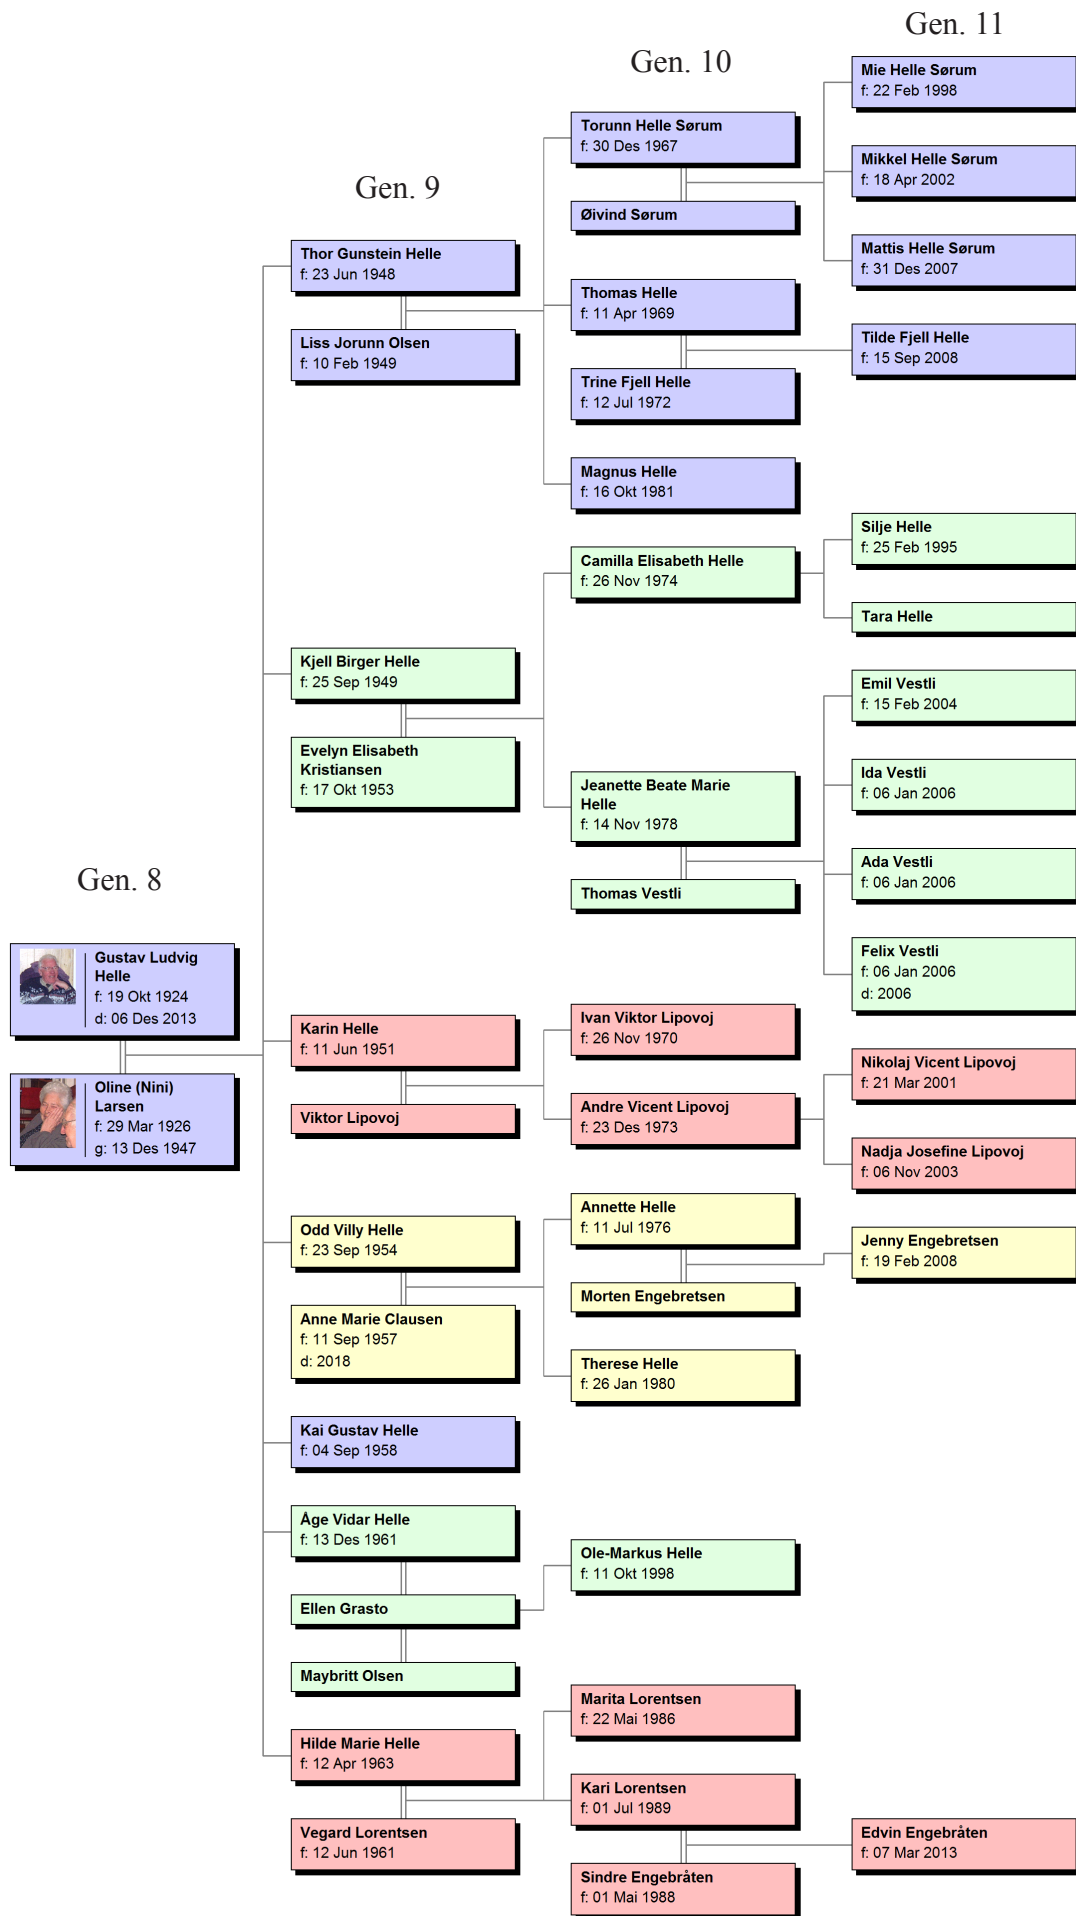 Gen. 8
Gustav Ludvig
Helle
f: 19 Okt 1924
d: 06 Des 2013
Oline (Nini)
Larsen
f: 29 Mar 1926
g: 13 Des 1947
Gen. 9
Thor Gunstein Helle
f: 23 Jun 1948
Liss Jorunn Olsen
f: 10 Feb 1949
Kjell Birger Helle
f: 25 Sep 1949
Evelyn Elisabeth
Kristiansen
f: 17 Okt 1953
Karin Helle
f: 11 Jun 1951
Viktor Lipovoj
Odd Villy Helle
f: 23 Sep 1954
Anne Marie Clausen
f: 11 Sep 1957
d: 2018
Kai Gustav Helle
f: 04 Sep 1958
Åge Vidar Helle
f: 13 Des 1961
Ellen Grasto
Maybritt Olsen
Hilde Marie Helle
f: 12 Apr 1963
Vegard Lorentsen
f: 12 Jun 1961
Gen. 10
Torunn Helle Sørum
f: 30 Des 1967
Øivind Sørum
Thomas Helle
f: 11 Apr 1969
Trine Fjell Helle
f: 12 Jul 1972
Magnus Helle
f: 16 Okt 1981
Camilla Elisabeth Helle
f: 26 Nov 1974
Jeanette Beate Marie
Helle
f: 14 Nov 1978
Thomas Vestli
Ivan Viktor Lipovoj
f: 26 Nov 1970
Andre Vicent Lipovoj
f: 23 Des 1973
Annette Helle
f: 11 Jul 1976
Morten Engebretsen
Therese Helle
f: 26 Jan 1980
Ole-Markus Helle
f: 11 Okt 1998
Marita Lorentsen
f: 22 Mai 1986
Kari Lorentsen
f: 01 Jul 1989
Sindre Engebråten
f: 01 Mai 1988
Gen. 11
Mie Helle Sørum
f: 22 Feb 1998
Mikkel Helle Sørum
f: 18 Apr 2002
Mattis Helle Sørum
f: 31 Des 2007
Tilde Fjell Helle
f: 15 Sep 2008
Silje Helle
f: 25 Feb 1995
Tara Helle
Emil Vestli
f: 15 Feb 2004
Ida Vestli
f: 06 Jan 2006
Ada Vestli
f: 06 Jan 2006
Felix Vestli
f: 06 Jan 2006
d: 2006
Nikolaj Vicent Lipovoj
f: 21 Mar 2001
Nadja Josefine Lipovoj
f: 06 Nov 2003
Jenny Engebretsen
f: 19 Feb 2008
Edvin Engebråten
f: 07 Mar 2013